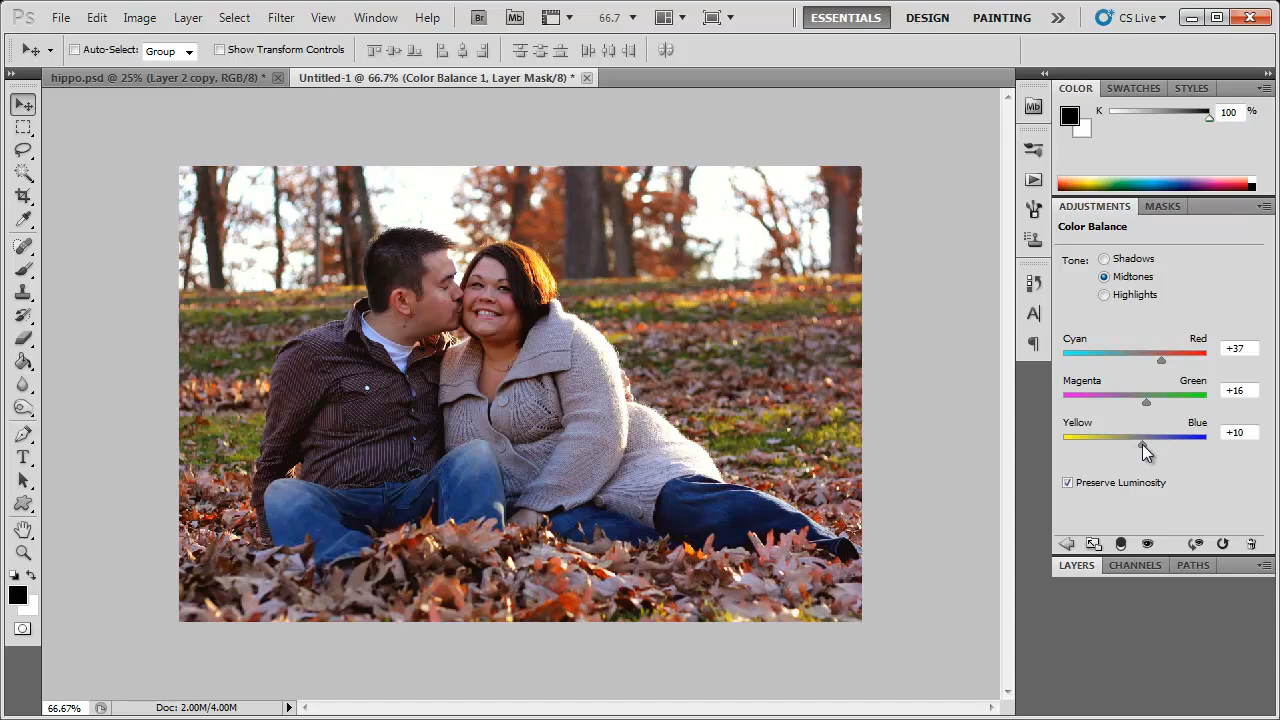 Ps File Edit Image Layer Select Filter View Window Help Br Mb 66.7 ESSENTIALS DESIGN PAINTING CS Live
Auto-Select: Group Show Transform Controls
hippo.psd @ 25% (Layer 2 copy, RGB/8) * Untitled-1 @ 66.7% (Color Balance 1, Layer Mask/8) *
COLOR SWATCHES STYLES
Mb
K 100 %
ADJUSTMENTS MASKS
Color Balance
Tone: Shadows
Midtones
Highlights
Cyan Red
+37
Magenta Green
+16
Yellow Blue
+10
Preserve Luminosity
LAYERS CHANNELS PATHS
66.67% Doc: 2.00M/4.00M